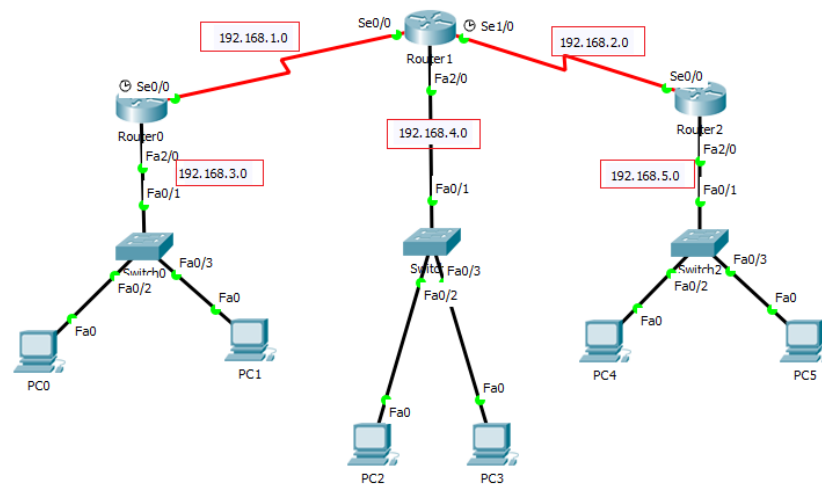 Se0/0
Se1/0
192.168.1.0
192.168.2.0
Router1
Fa2/0
Se0/0
Se0/0
Router0
Router2
192.168.4.0
Fa2/0
Fa2/0
192.168.3.0
192.168.5.0
Fa0/1
Fa0/1
Fa0/1
Switch0
Fa0/3
Fa0/2
Switc
Fa0/3
Fa0/2
Switch2
Fa0/3
Fa0/2
Fa0
Fa0
Fa0
Fa0
PC0
PC1
PC4
PC5
Fa0
Fa0
PC2
PC3